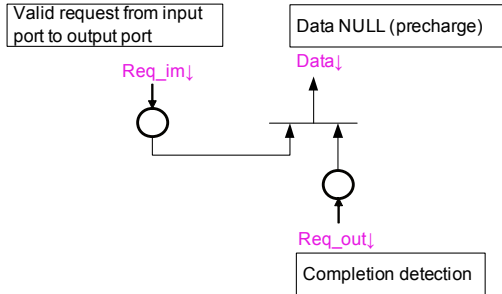 Valid request from input
port to output port
Data NULL (precharge)
Req_im↓
Data↓
Req_out↓
Completion detection